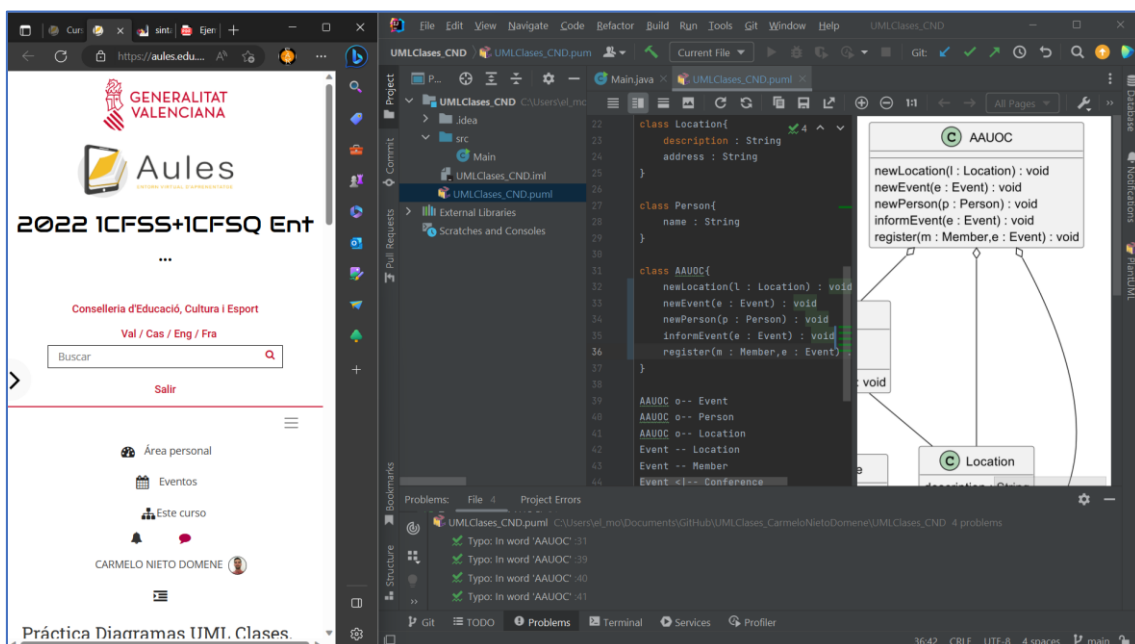 Cur:
sint
Ejer
https://aules.edu....
GENERALITAT
VALENCIANA
Aules
2022 1CFSS+1CFSQ Ent
...
Conselleria d'Educació, Cultura i Esport
Val / Cas / Eng / Fra
Buscar
Salir
Área personal
Eventos
Este curso
CARMELO NIETO DOMENE
Práctica Diagramas UML Clases.
File Edit View Navigate Code Refactor Build Run Tools Git Window Help UMLClases_CND
UMLClases_CND UMLClases_CND.pum Current File Git:
Project P... Main.java UMLClases_CND.puml
UMLClases_CND C:\Users\el_mc
.idea
src
Main
UMLClases_CND.iml
UMLClases_CND.puml
External Libraries
Scratches and Consoles
Commit
Pull Requests
Bookmarks
Structure
1:1 All Pages
Database
Notifications
PlantUML
4
22 class Location{
23 description : String
24 address : String
25 }
26
27 class Person{
28 name : String
29 }
30
31 class AAUOC{
32 newLocation(l : Location) : void
33 newEvent(e : Event) : void
34 newPerson(p : Person) : void
35 informEvent(e : Event) : void
36 register(m : Member,e : Event)
37 }
38
39 AAUOC o-- Event
40 AAUOC o-- Person
41 AAUOC o-- Location
42 Event -- Location
43 Event -- Member
44 Event <|-- Conference
C AAUOC
newLocation(l : Location) : void
newEvent(e : Event) : void
newPerson(p : Person) : void
informEvent(e : Event) : void
register(m : Member,e : Event) : void
: void
e
C Location
Problems: File 4 Project Errors
UMLClases_CND.puml C:\Users\el_mo\Documents\GitHub\UMLClases_CarmeloNietoDomene\UMLClases_CND 4 problems
Typo: In word 'AAUOC' :31
Typo: In word 'AAUOC' :39
Typo: In word 'AAUOC' :40
Typo: In word 'AAUOC' :41
Git TODO Problems Terminal Services Profiler
36:42 CRLF UTF-8 4 spaces main